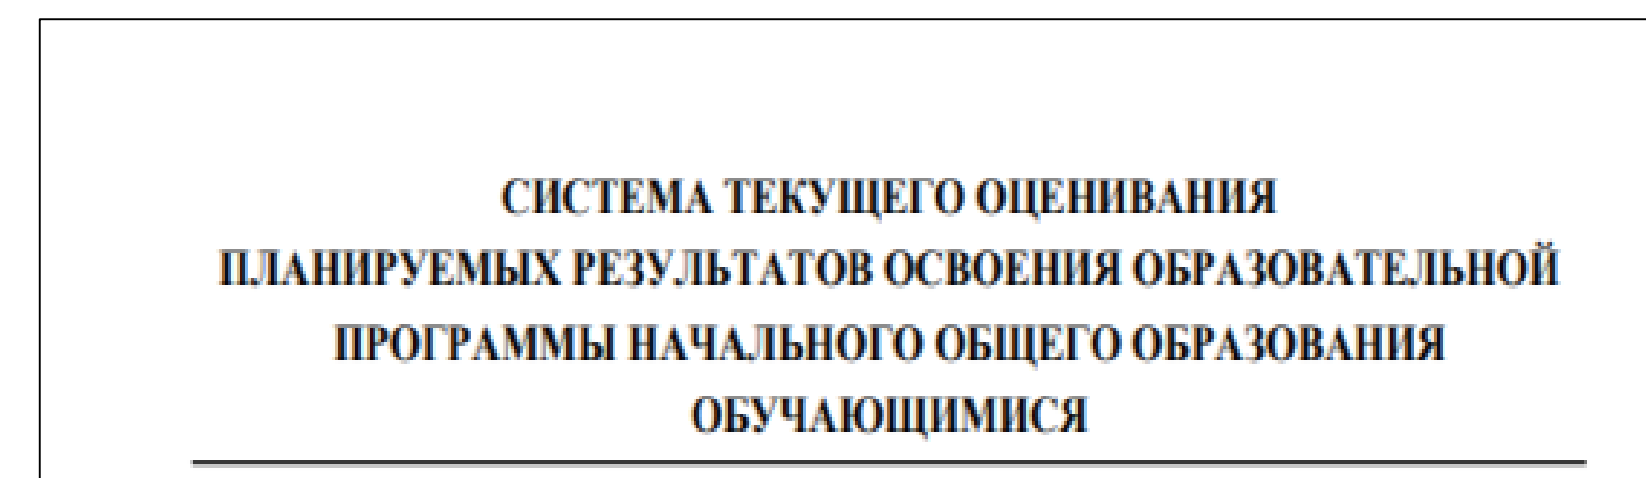 СИСТЕМА ТЕКУЩЕГО ОЦЕНИВАНИЯ
ПЛАНИРУЕМЫХ РЕЗУЛЬТАТОВ ОСВОЕНИЯ ОБРАЗОВАТЕЛЬНОЙ
ПРОГРАММЫ НАЧАЛЬНОГО ОБЩЕГО ОБРАЗОВАНИЯ
ОБУЧАЮЩИМИСЯ